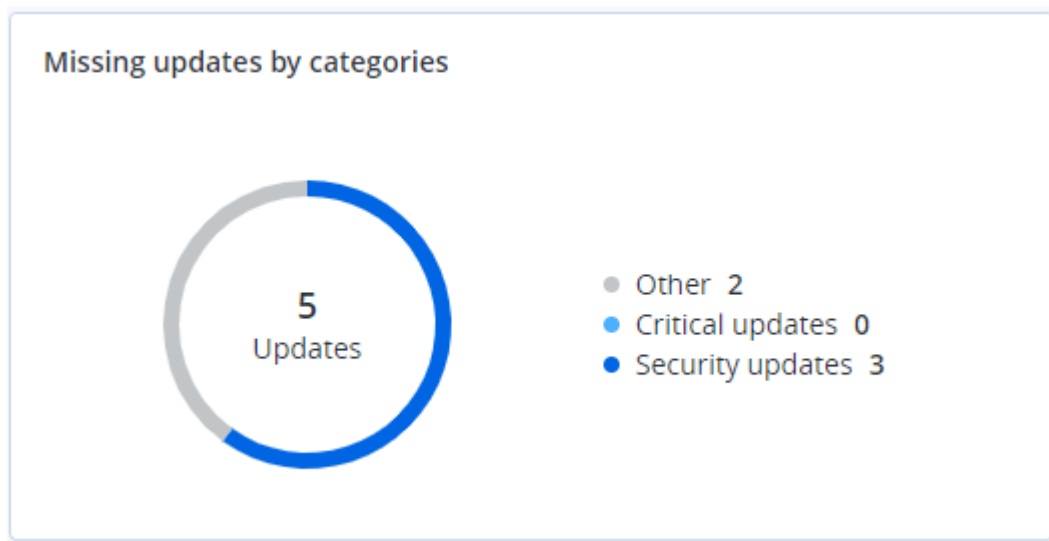 Missing updates by categories
5
Updates
Other 2
Critical updates 0
Security updates 3